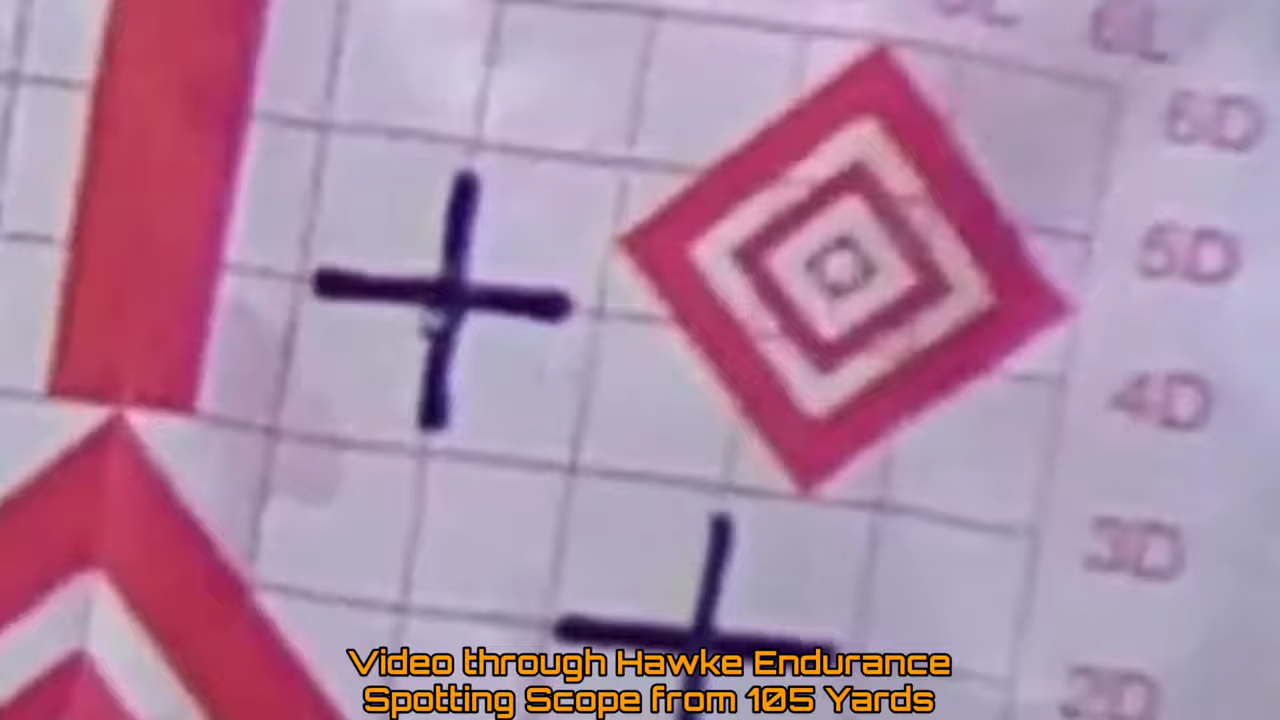 6L
6D
5D
4D
3D
2D
Video through Hawke Endurance
Spotting Scope from 105 Yards